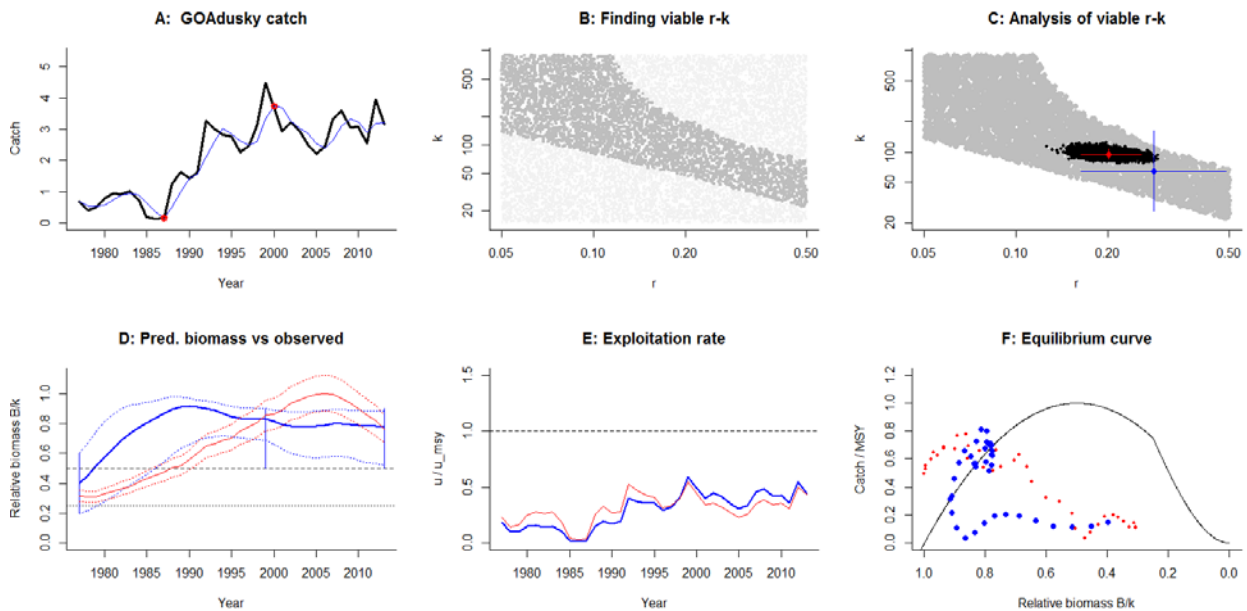 A: GOAdusky catch
Catch
0 1 2 3 4 5
1980 1985 1990 1995 2000 2005 2010
Year
B: Finding viable r-k
k
20 50 100 500
0.05 0.10 0.20 0.50
r
C: Analysis of viable r-k
k
20 50 100 500
0.05 0.10 0.20 0.50
r
D: Pred. biomass vs observed
Relative biomass B/k
0.0 0.2 0.4 0.6 0.8 1.0
1980 1990 2000 2010
Year
E: Exploitation rate
u / u_msy
0.0 0.5 1.0 1.5
1980 1990 2000 2010
Year
F: Equilibrium curve
Catch / MSY
0.0 0.2 0.4 0.6 0.8 1.0 1.2
1.0 0.8 0.6 0.4 0.2 0.0
Relative biomass B/k